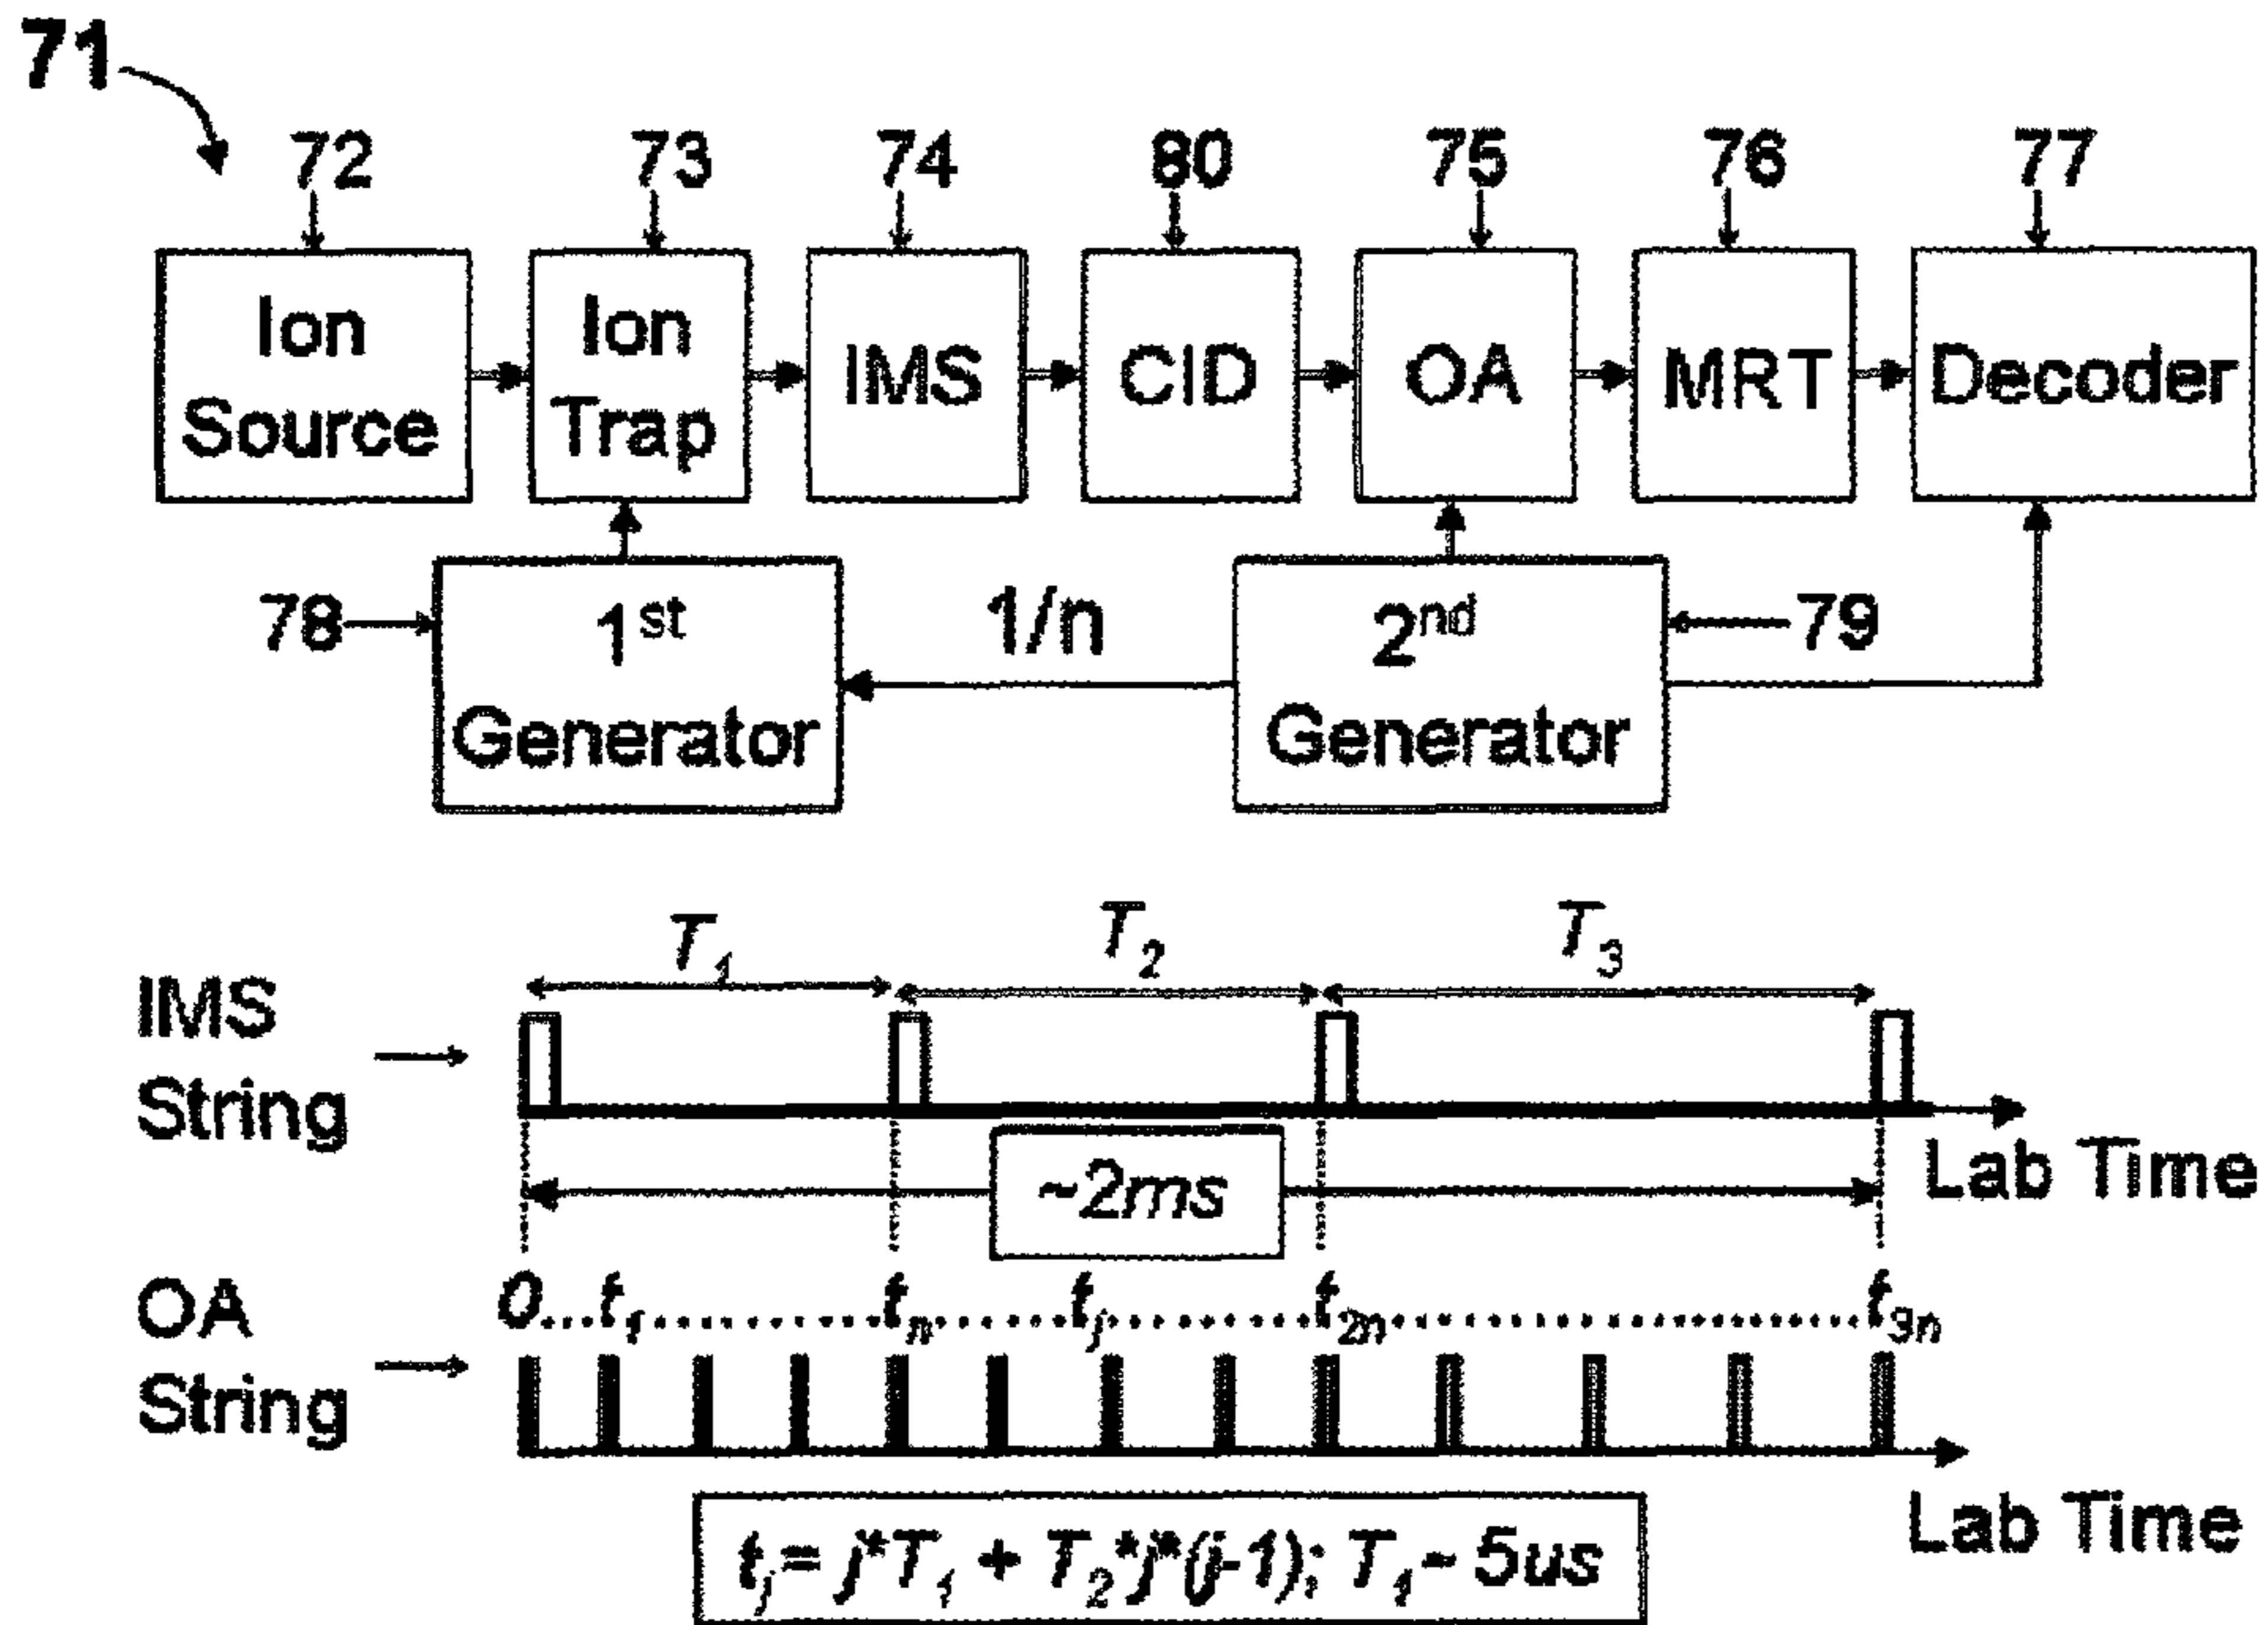 71
72 73 74 80 75 76 77
Ion Source
Ion Trap
IMS
CID
OA
MRT
Decoder
78
1st Generator
1/n
2nd Generator
79
T1 T2 T3
IMS String
Lab Time
~2ms
OA String
0 t1 tn tj t2n t3n
Lab Time
tj = j*T1 + T2*j*(j-1); T1 ~ 5us